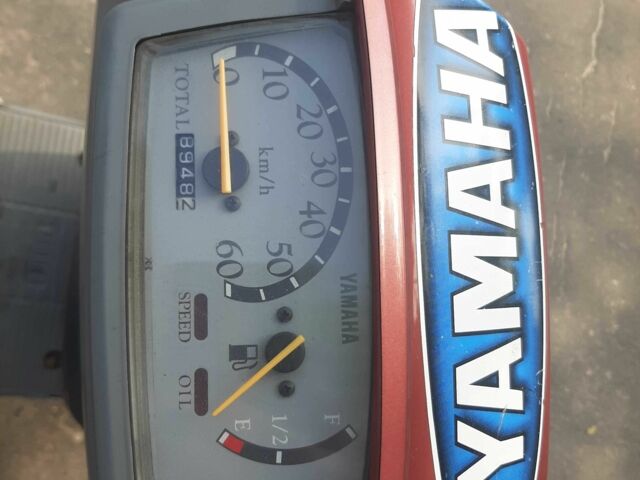 YAMAHA
YAMAHA
0
10
20
30
40
50
60
km/h
TOTAL
89482
SPEED
OIL
E
1/2
F